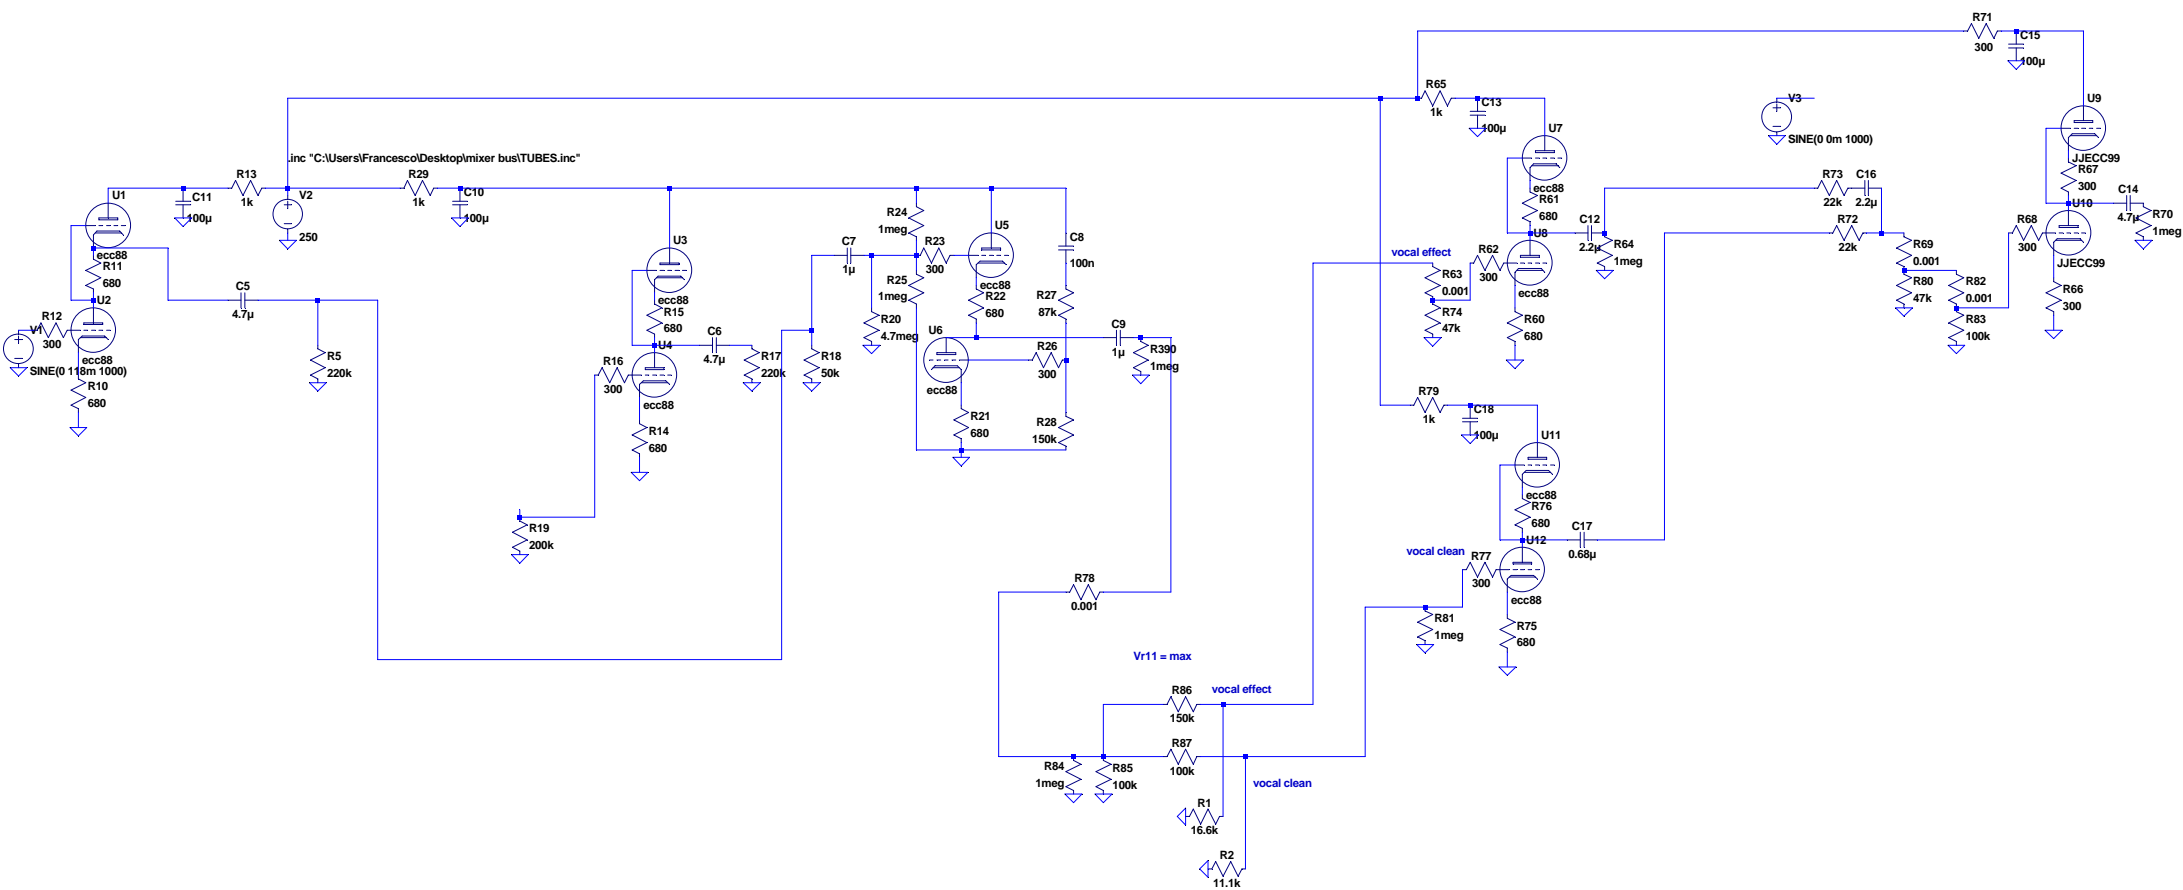 R71
300
C15
100µ
U9
JJECC99
R67
300
U10
C14
4.7µ
R70
1meg
JJECC99
R66
300
R68
300
V3
SINE(0 0m 1000)
R73
22k
C16
2.2µ
R72
22k
R69
0.001
R80
47k
R82
0.001
R83
100k
R65
1k
C13
100µ
U7
ecc88
R61
680
U8
C12
2.2µ
R64
1meg
R62
300
ecc88
R60
680
vocal effect
R63
0.001
R74
47k
.inc "C:\Users\Francesco\Desktop\mixer bus\TUBES.inc"
U1
C11
100µ
R13
1k
V2
250
R29
1k
C10
100µ
ecc88
R11
680
U2
R12
300
V1
SINE(0 118m 1000)
ecc88
R10
680
C5
4.7µ
R5
220k
U3
ecc88
R15
680
U4
C6
4.7µ
R17
220k
R16
300
ecc88
R14
680
R19
200k
R18
50k
C7
1µ
R24
1meg
R23
300
U5
ecc88
R25
1meg
R20
4.7meg
R22
680
U6
ecc88
R21
680
C8
100n
R27
87k
R26
300
R28
150k
C9
1µ
R390
1meg
R79
1k
C18
100µ
U11
ecc88
R76
680
U12
C17
0.68µ
vocal clean
R77
300
ecc88
R75
680
R81
1meg
R78
0.001
Vr11 = max
R86
150k
vocal effect
R87
100k
vocal clean
R84
1meg
R85
100k
R1
16.6k
R2
11.1k